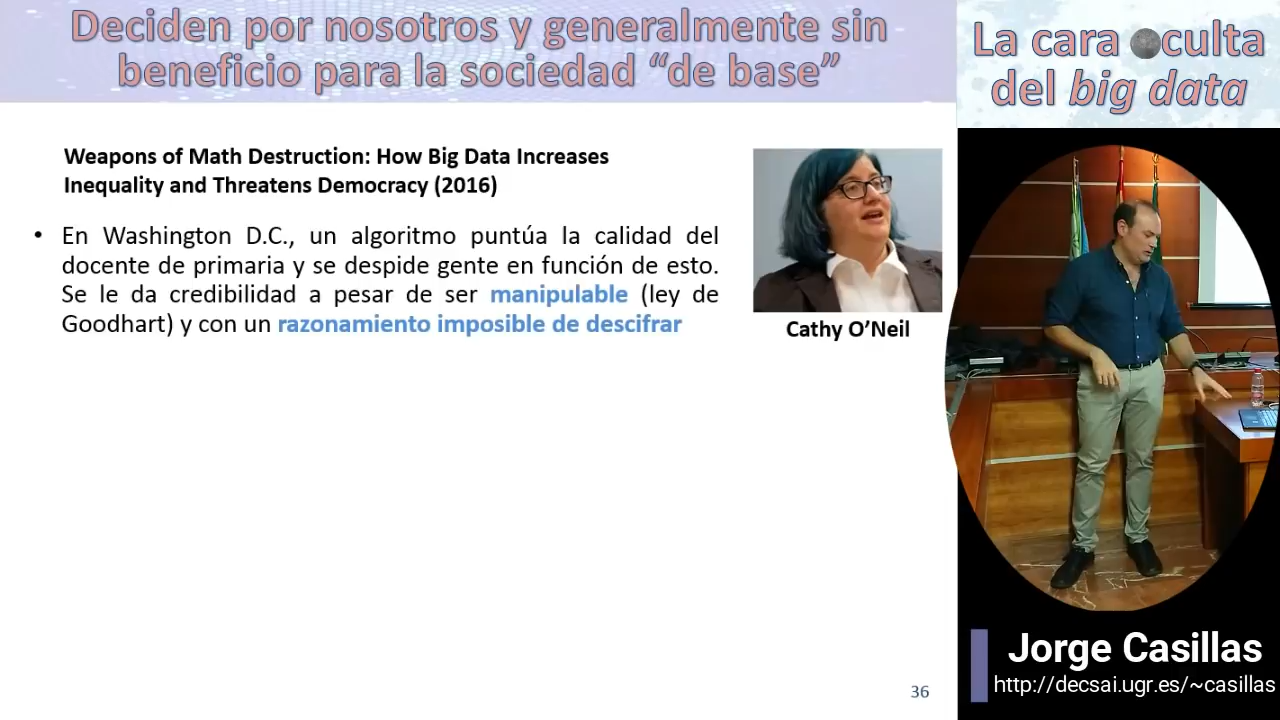 Deciden por nosotros y generalmente sin
beneficio para la sociedad “de base”
La cara oculta
del big data
Weapons of Math Destruction: How Big Data Increases
Inequality and Threatens Democracy (2016)
• En Washington D.C., un algoritmo puntúa la calidad del
docente de primaria y se despide gente en función de esto.
Se le da credibilidad a pesar de ser manipulable (ley de
Goodhart) y con un razonamiento imposible de descifrar
Cathy O’Neil
36
Jorge Casillas
http://decsai.ugr.es/~casillas